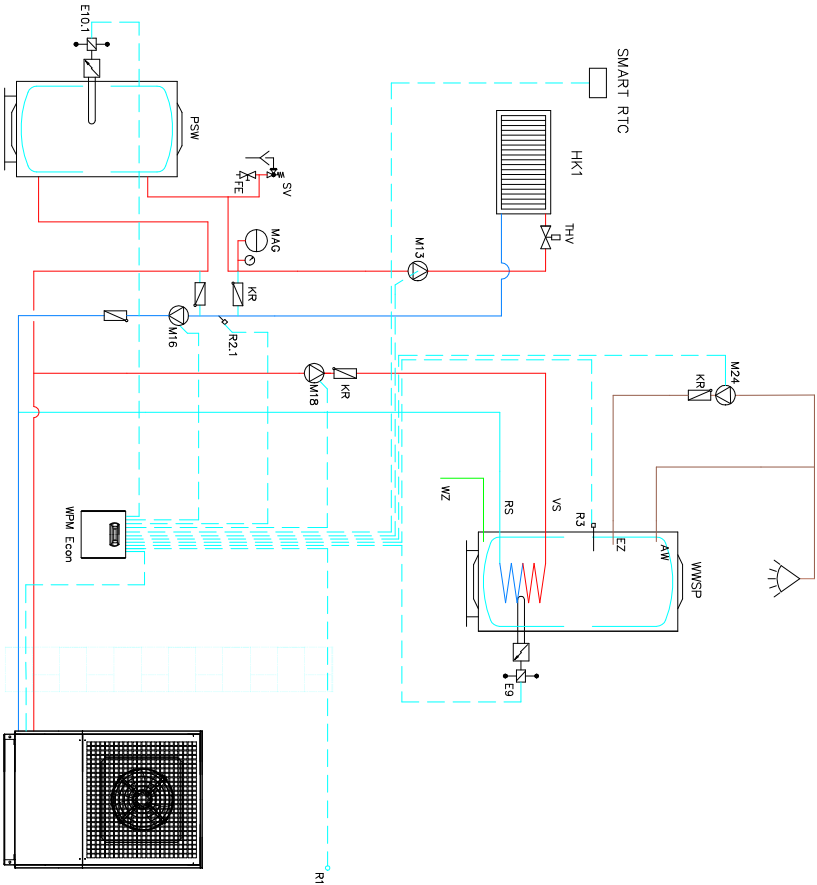 E10.1
PSW
SV
FE
MAG
KR
R2.1
M16
M13
SMART RTC
HK1
THV
M18
KR
M24
KR
WZ
RS
VS
R3
EZ
AW
WWSP
E9
WPM Econ
R1